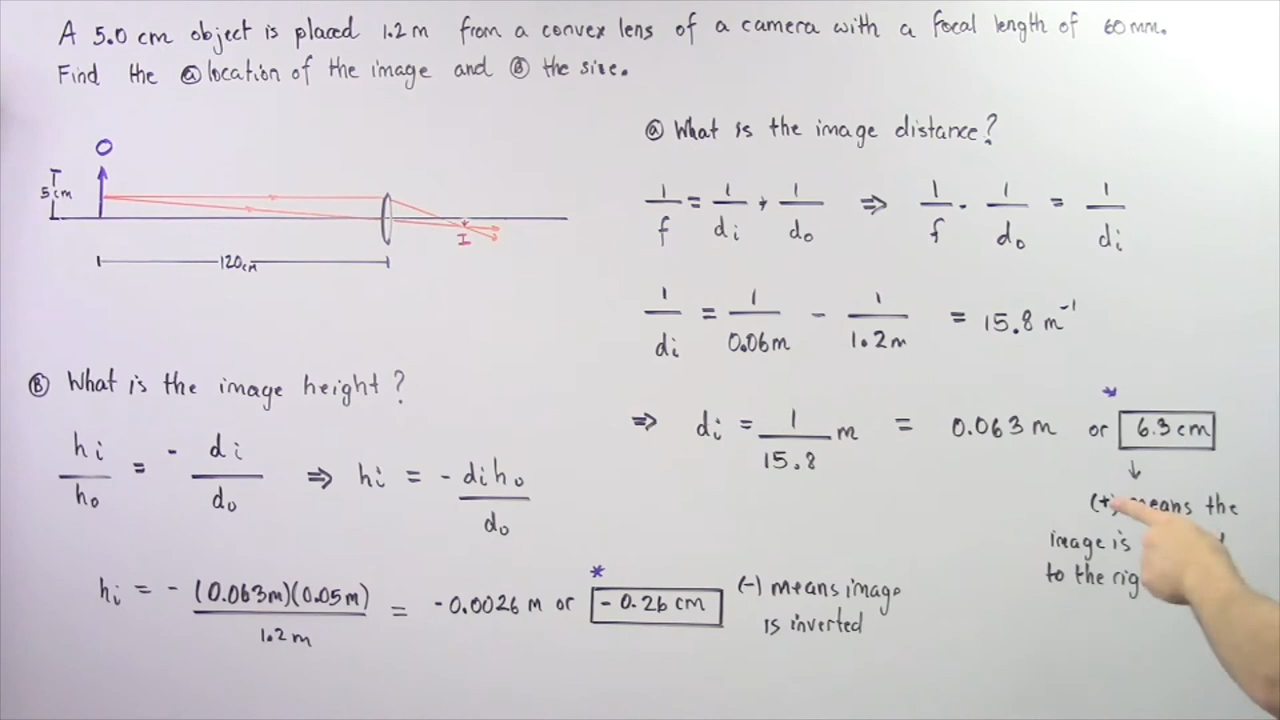 A 5.0 cm object is placed 1.2 m from a convex lens of a camera with a focal length of 60 mm.
Find the ⓐ location of the image and Ⓑ the size.
O
5cm
I
120cm
ⓐ What is the image distance?
1/f = 1/di + 1/do ⇒ 1/f - 1/do = 1/di
1/di = 1/0.06m - 1/1.2m = 15.8 m⁻¹
⇒ di = 1/15.8 m = 0.063 m or * 6.3 cm
↓
(+) means the
image is
to the
Ⓑ What is the image height?
hi/ho = - di/do ⇒ hi = - diho/do
hi = - (0.063m)(0.05m)/1.2m = -0.0026 m or * -0.26 cm
(-) means image
is inverted